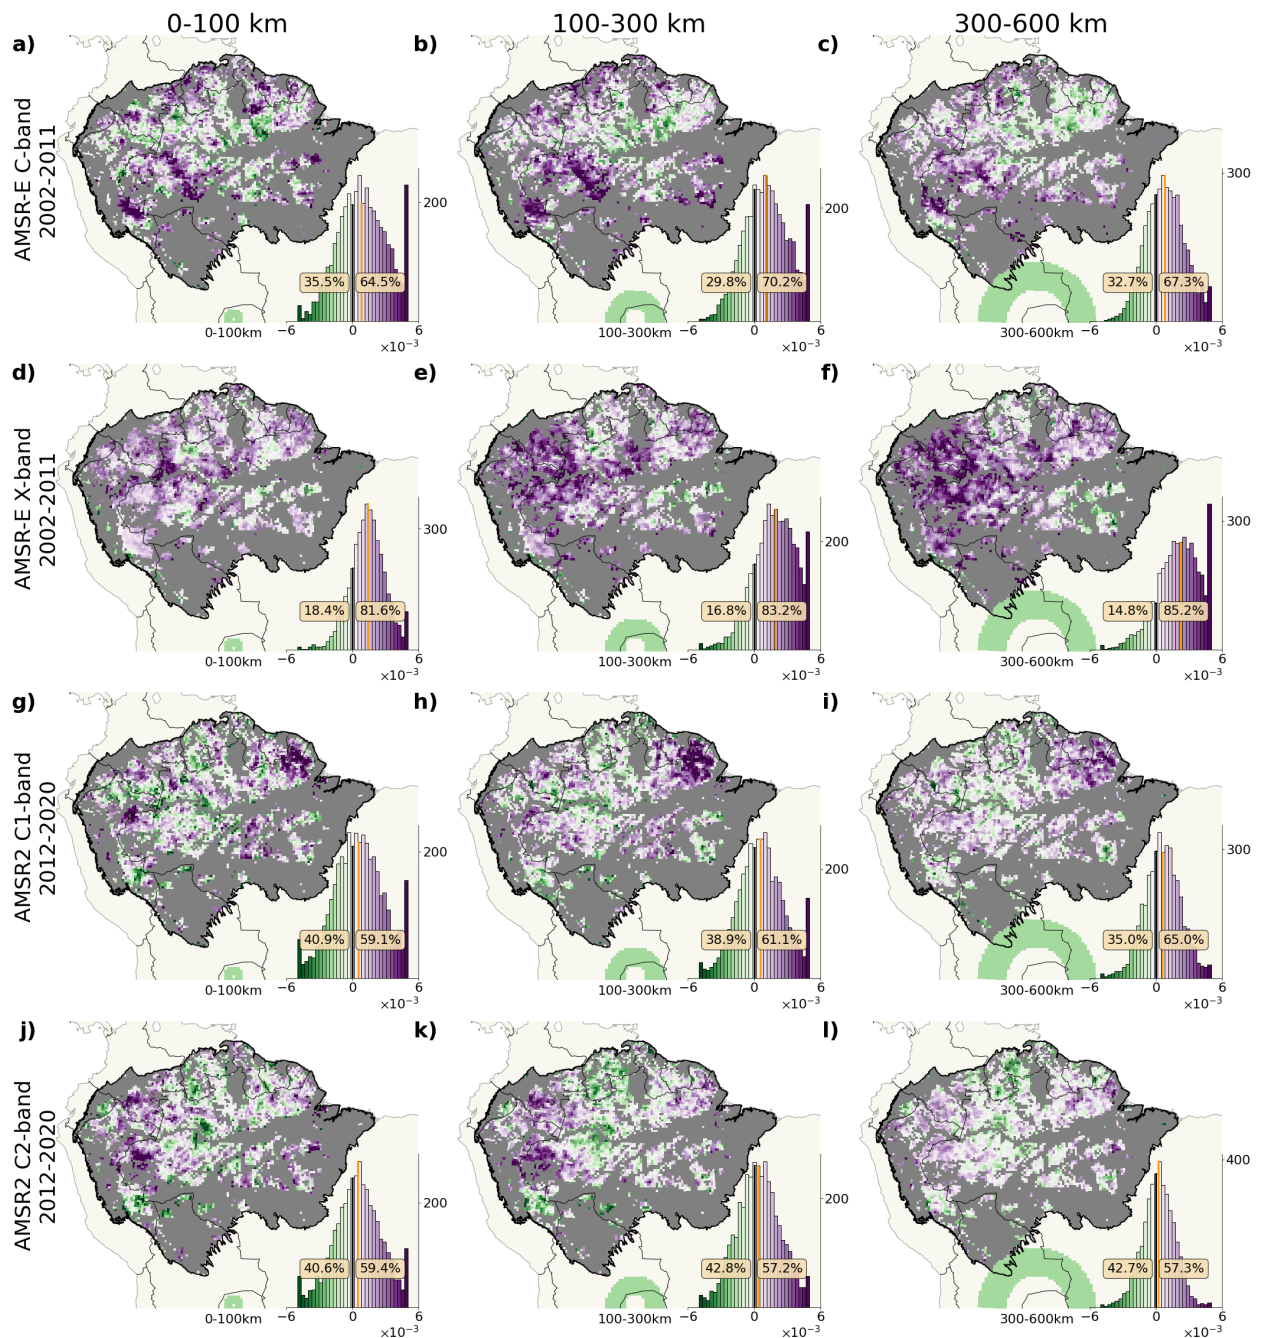 0-100 km
100-300 km
300-600 km
a)
b)
c)
AMSR-E C-band
2002-2011
200
200
300
35.5%
64.5%
29.8%
70.2%
32.7%
67.3%
0-100km
−6
0
6
100-300km
−6
0
6
300-600km
−6
0
6
×10−3
×10−3
×10−3
d)
e)
f)
AMSR-E X-band
2002-2011
300
200
300
18.4%
81.6%
16.8%
83.2%
14.8%
85.2%
0-100km
−6
0
6
100-300km
−6
0
6
300-600km
−6
0
6
×10−3
×10−3
×10−3
g)
h)
i)
AMSR2 C1-band
2012-2020
200
200
300
40.9%
59.1%
38.9%
61.1%
35.0%
65.0%
0-100km
−6
0
6
100-300km
−6
0
6
300-600km
−6
0
6
×10−3
×10−3
×10−3
j)
k)
l)
AMSR2 C2-band
2012-2020
200
200
400
40.6%
59.4%
42.8%
57.2%
42.7%
57.3%
0-100km
−6
0
6
100-300km
−6
0
6
300-600km
−6
0
6
×10−3
×10−3
×10−3